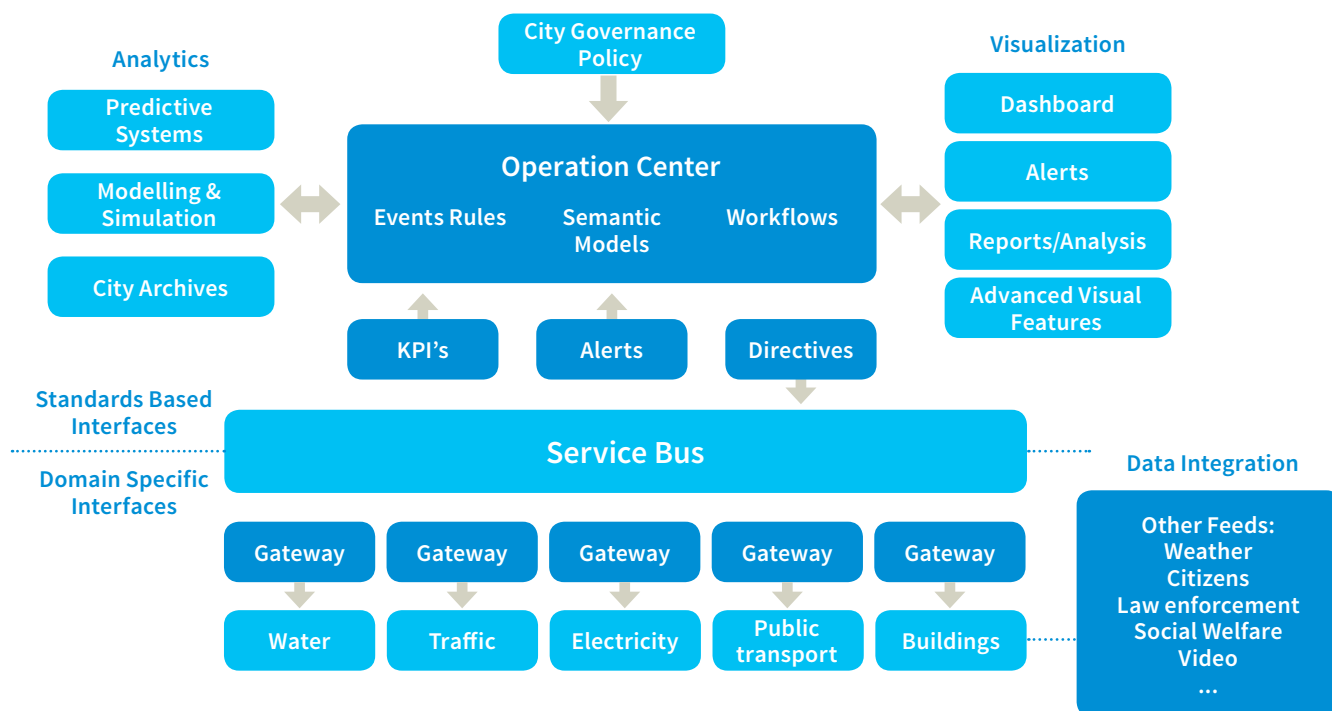 City Governance
Policy
Analytics
Predictive
Systems
Modelling &
Simulation
City Archives
Operation Center
Events Rules
Semantic
Models
Workflows
Visualization
Dashboard
Alerts
Reports/Analysis
Advanced Visual
Features
KPI’s
Alerts
Directives
Standards Based
Interfaces
Service Bus
Domain Specific
Interfaces
Gateway
Gateway
Gateway
Gateway
Gateway
Water
Traffic
Electricity
Public
transport
Buildings
Data Integration
Other Feeds:
Weather
Citizens
Law enforcement
Social Welfare
Video
...